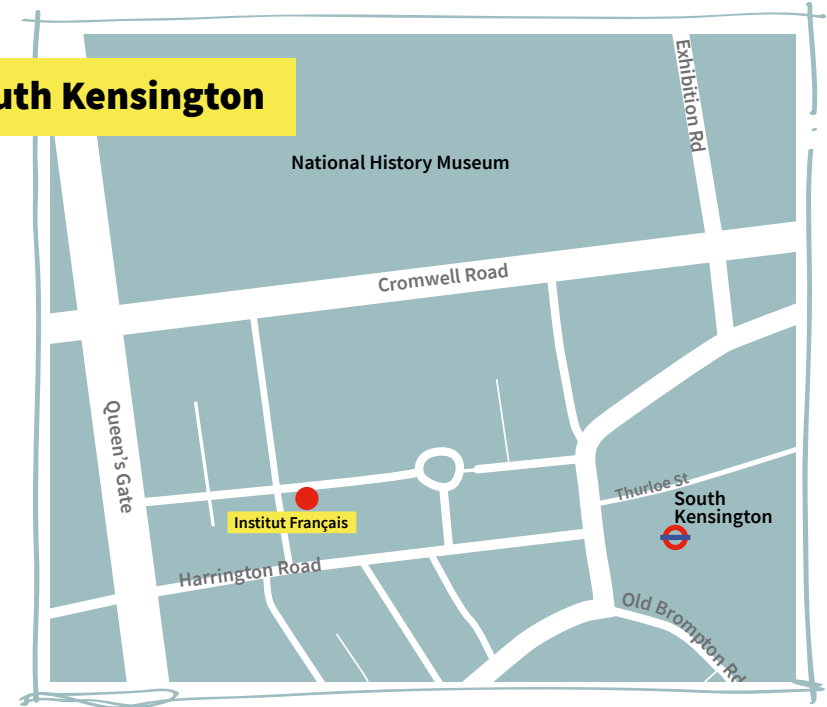 uth Kensington
Exhibition Rd
National History Museum
Cromwell Road
Queen's Gate
Thurloe St
South
Kensington
Institut Français
Harrington Road
Old Brompton Rd